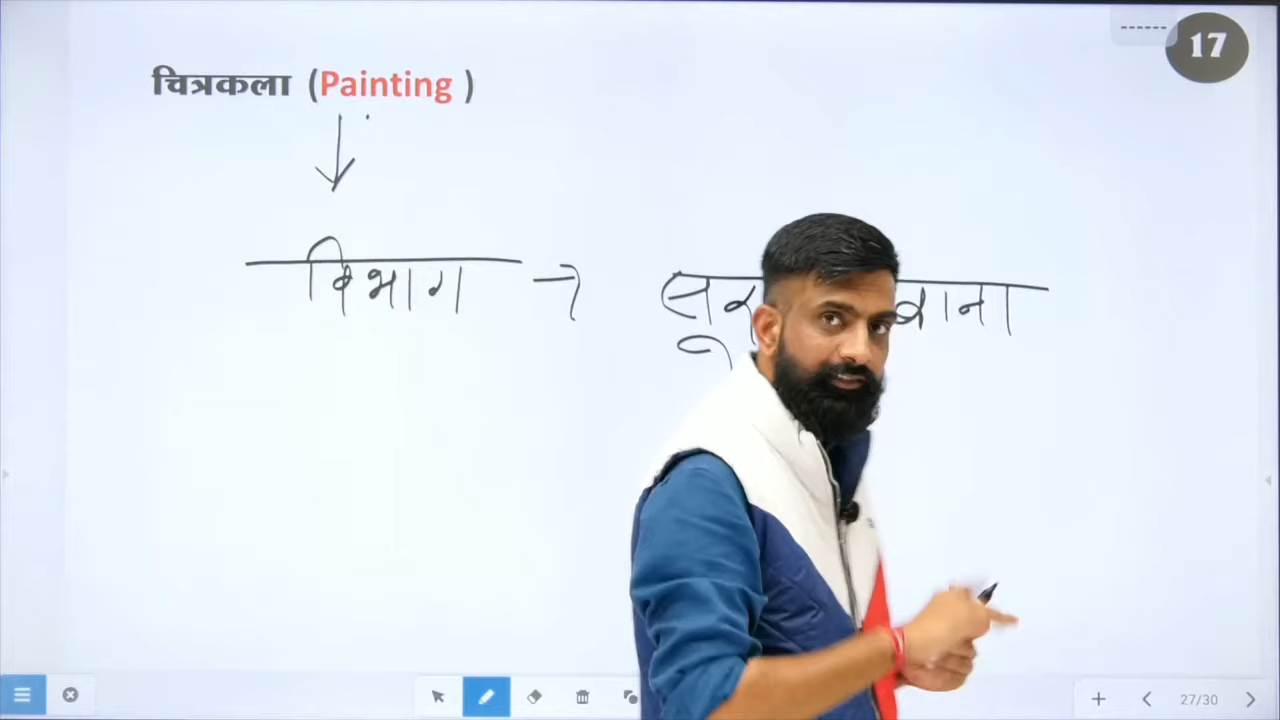 ------ 17
चित्रकला (Painting )
विभाग → खाना
27/30